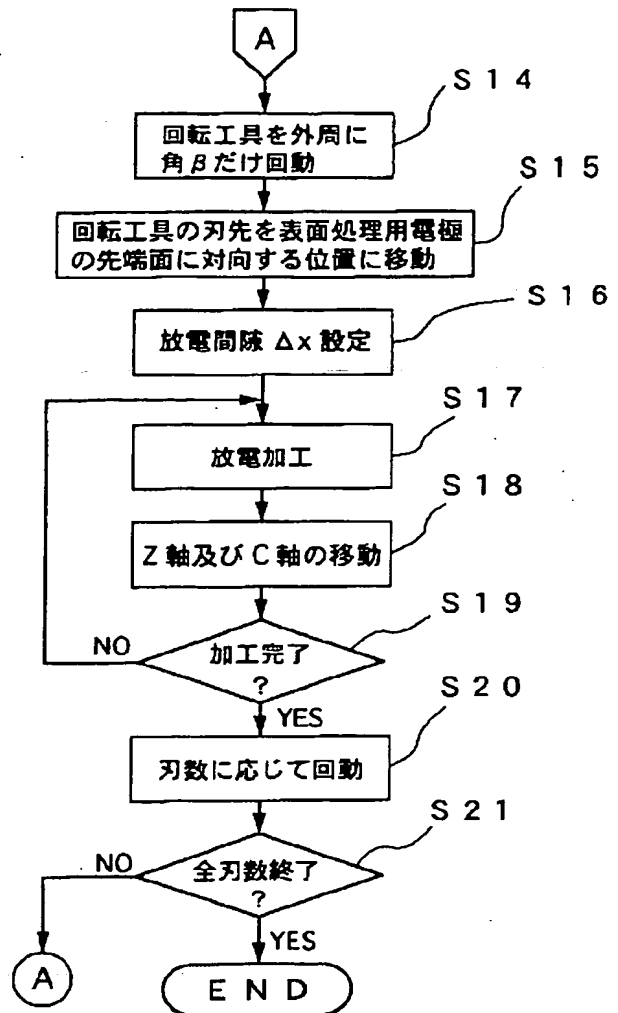 A
S14
回転工具を外周に
角βだけ回動
S15
回転工具の刃先を表面処理用電極
の先端面に対向する位置に移動
S16
放電間隙 Δx 設定
S17
放電加工
S18
Z軸及びC軸の移動
S19
加工完了
?
NO
YES
S20
刃数に応じて回動
S21
全刃数終了
?
NO
YES
A
END